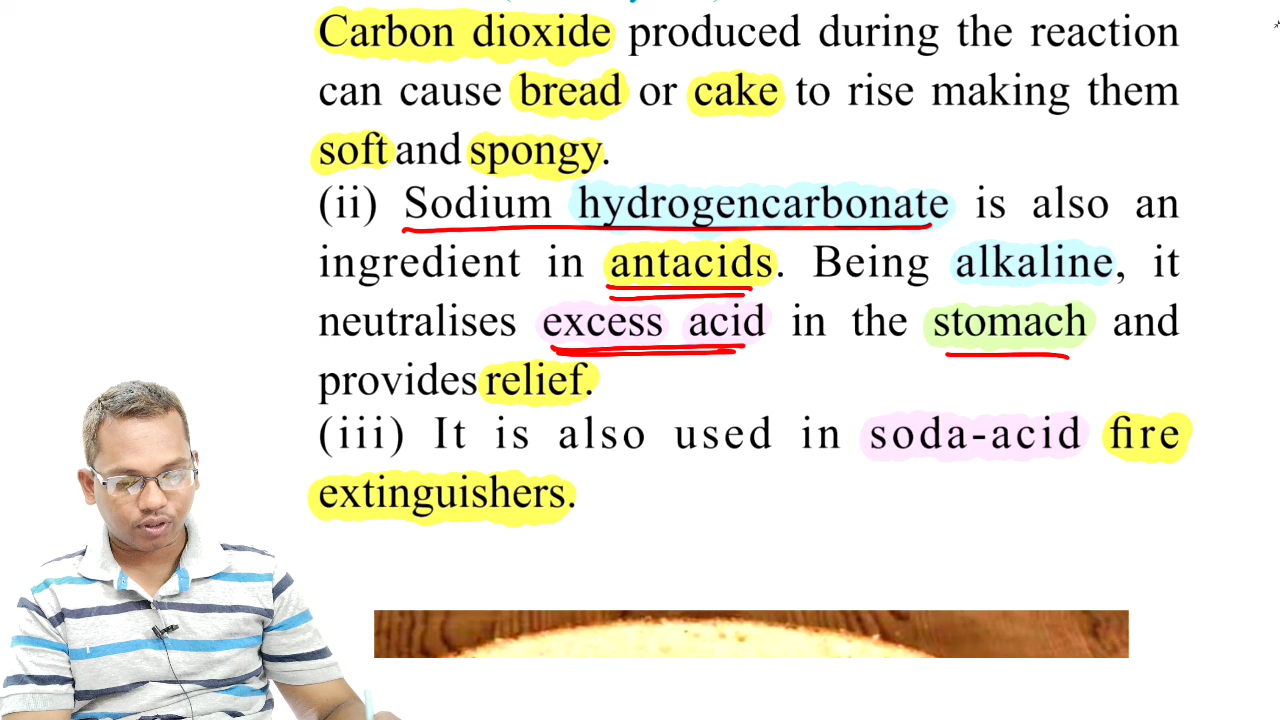 Carbon dioxide produced during the reaction
can cause bread or cake to rise making them
soft and spongy.
(ii) Sodium hydrogencarbonate is also an
ingredient in antacids. Being alkaline, it
neutralises excess acid in the stomach and
provides relief.
(iii) It is also used in soda-acid fire
extinguishers.